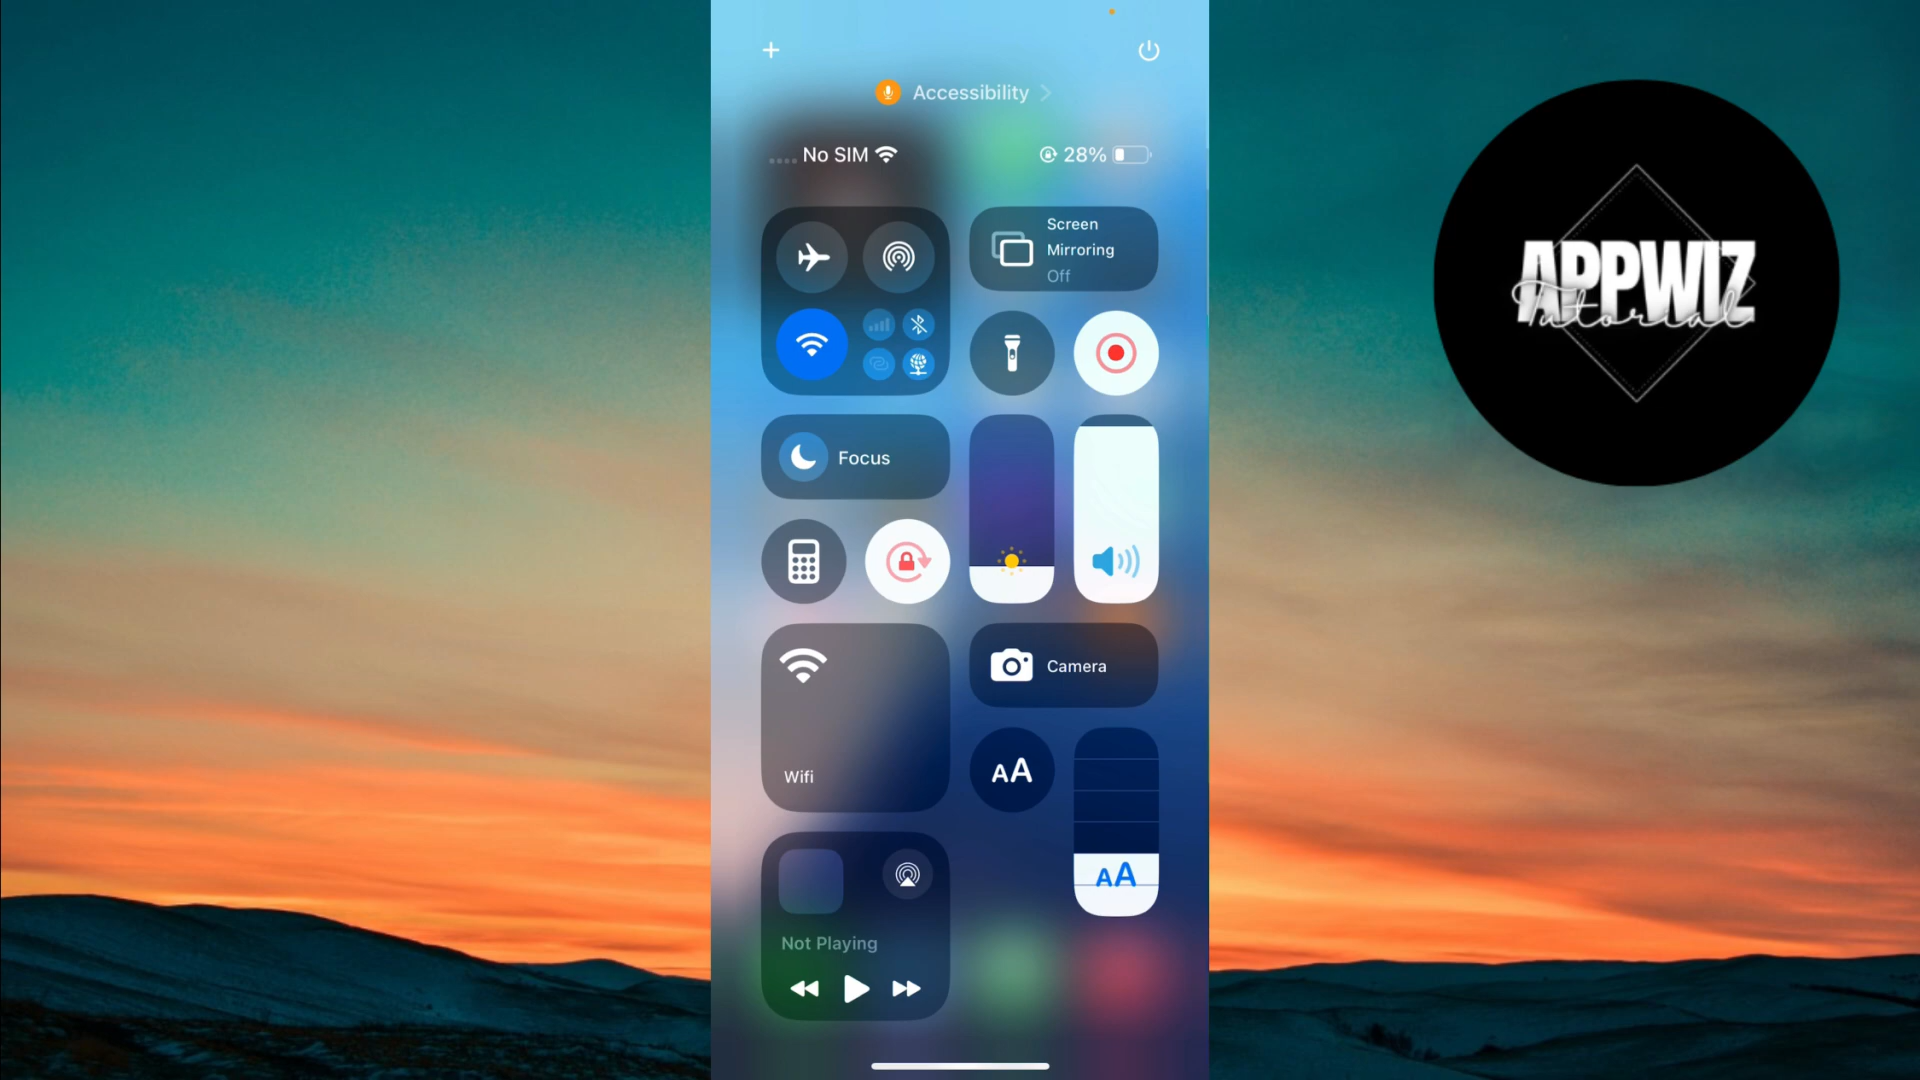 Accessibility
No SIM
28%
Screen
Mirroring
Off
Focus
Camera
Wifi
AA
AA
Not Playing
APPWIZ
Tutorial